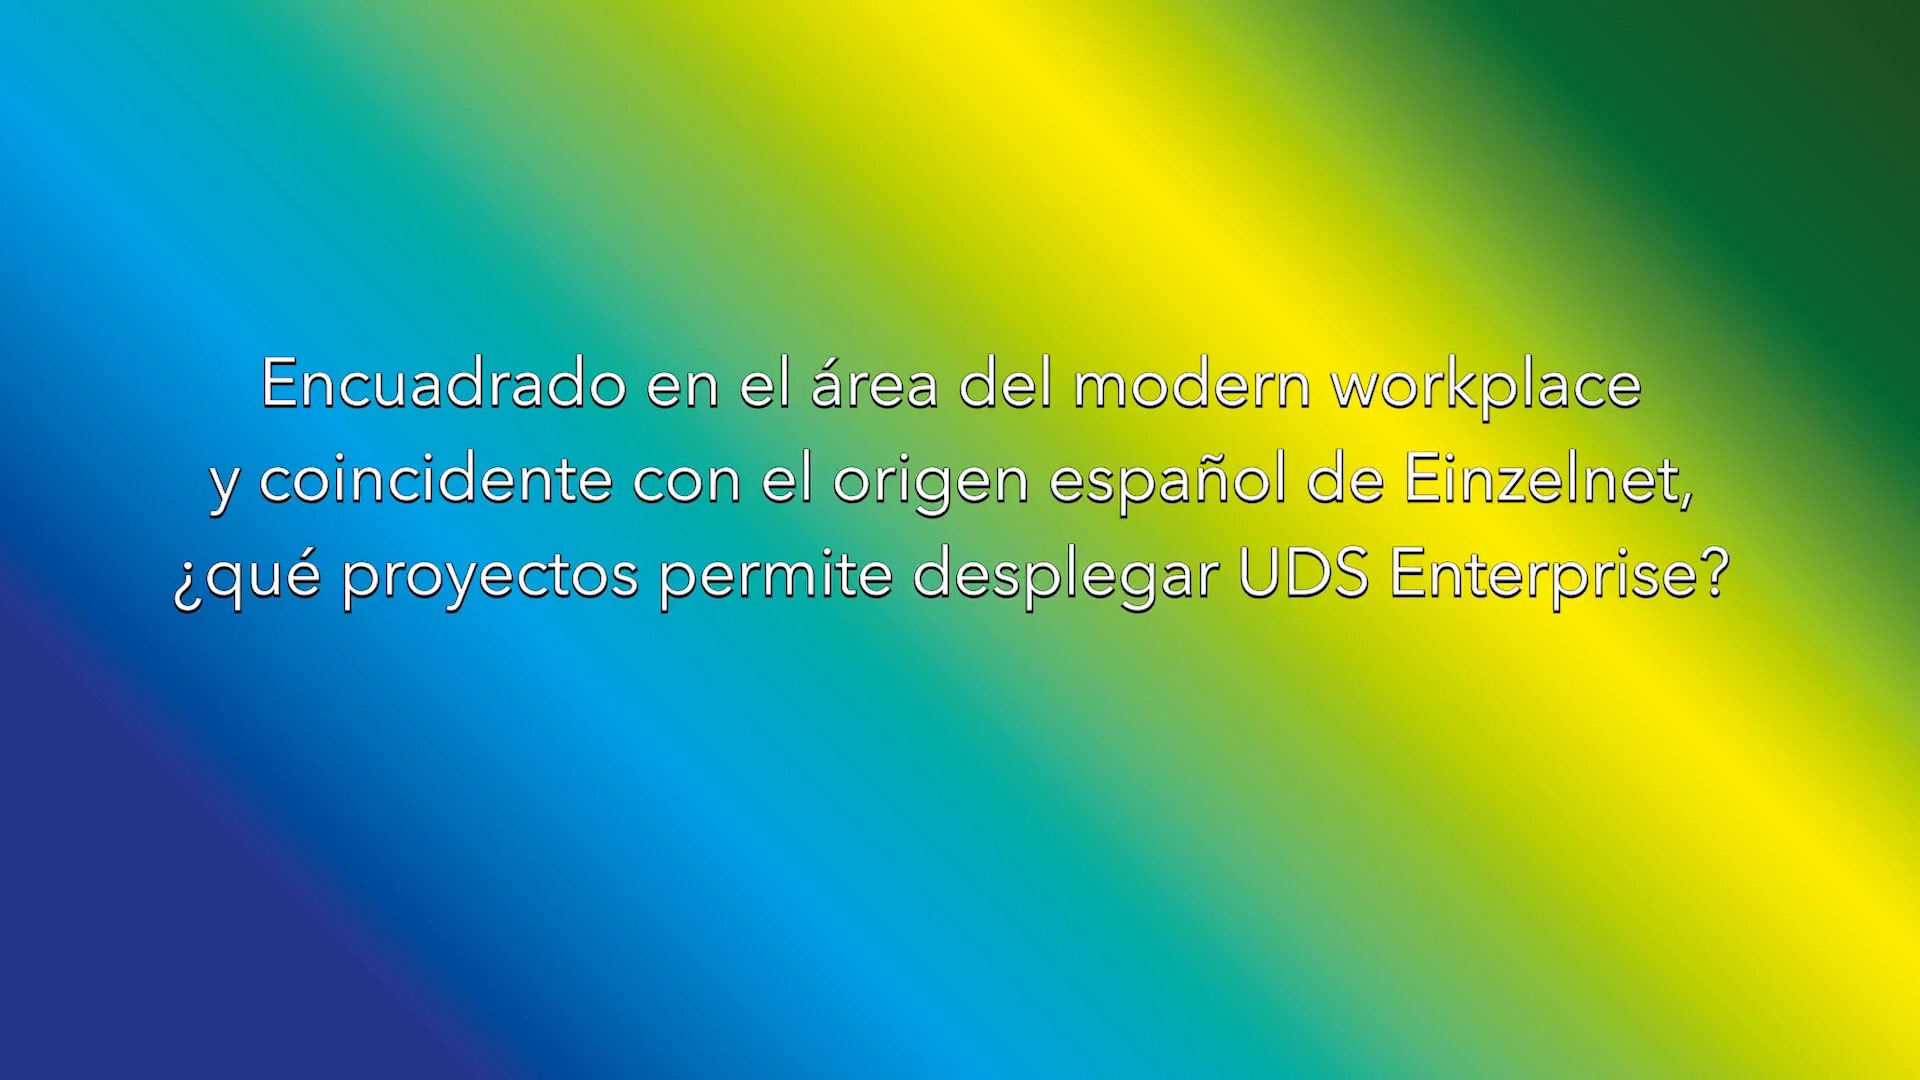 Encuadrado en el área del modern workplace
y coincidente con el origen español de Einzelnet,
¿qué proyectos permite desplegar UDS Enterprise?